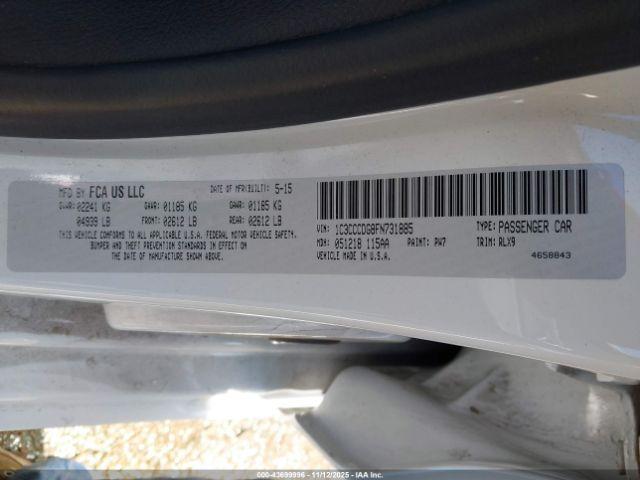 MFD BY FCA US LLC DATE OF MFR(BUILT): 5-15
GVWR: 02241 KG GAWR: 01185 KG GAWR: 01185 KG
04939 LB FRONT: 02612 LB REAR: 02612 LB
THIS VEHICLE CONFORMS TO ALL APPLICABLE U.S.A. FEDERAL MOTOR VEHICLE SAFETY,
BUMPER AND THEFT PREVENTION STANDARDS IN EFFECT ON
THE DATE OF MANUFACTURE SHOWN ABOVE.
VIN: 1C3CCCDG8FN731885 TYPE: PASSENGER CAR
MDH: 051218 115AA PAINT: PW7 TRIM: RLX9
VEHICLE MADE IN U.S.A. 4658843
000-43699996 - 11/12/2025 - IAA Inc.